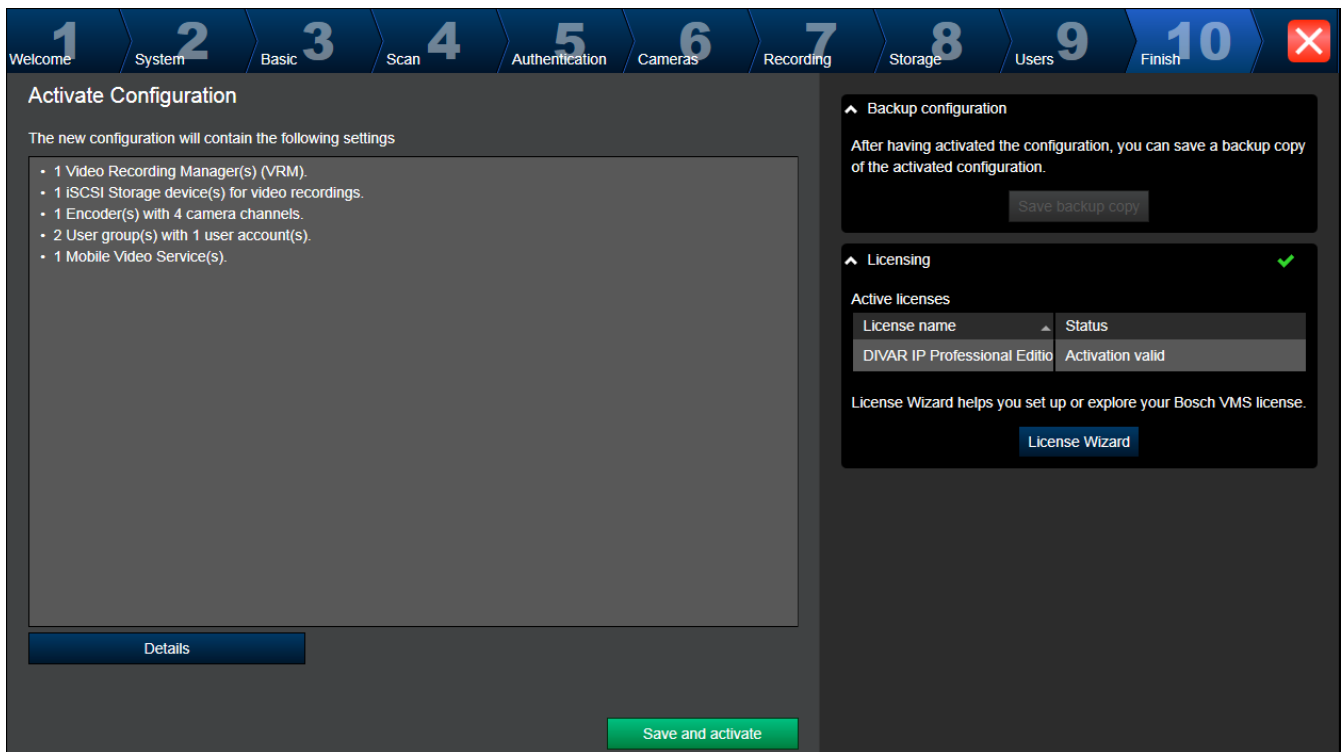 1 Welcome
2 System
3 Basic
4 Scan
5 Authentication
6 Cameras
7 Recording
8 Storage
9 Users
10 Finish
Activate Configuration
The new configuration will contain the following settings
• 1 Video Recording Manager(s) (VRM).
• 1 iSCSI Storage device(s) for video recordings.
• 1 Encoder(s) with 4 camera channels.
• 2 User group(s) with 1 user account(s).
• 1 Mobile Video Service(s).
Details
Save and activate
Backup configuration
After having activated the configuration, you can save a backup copy
of the activated configuration.
Save backup copy
Licensing
Active licenses
License name Status
DIVAR IP Professional Editio Activation valid
License Wizard helps you set up or explore your Bosch VMS license.
License Wizard